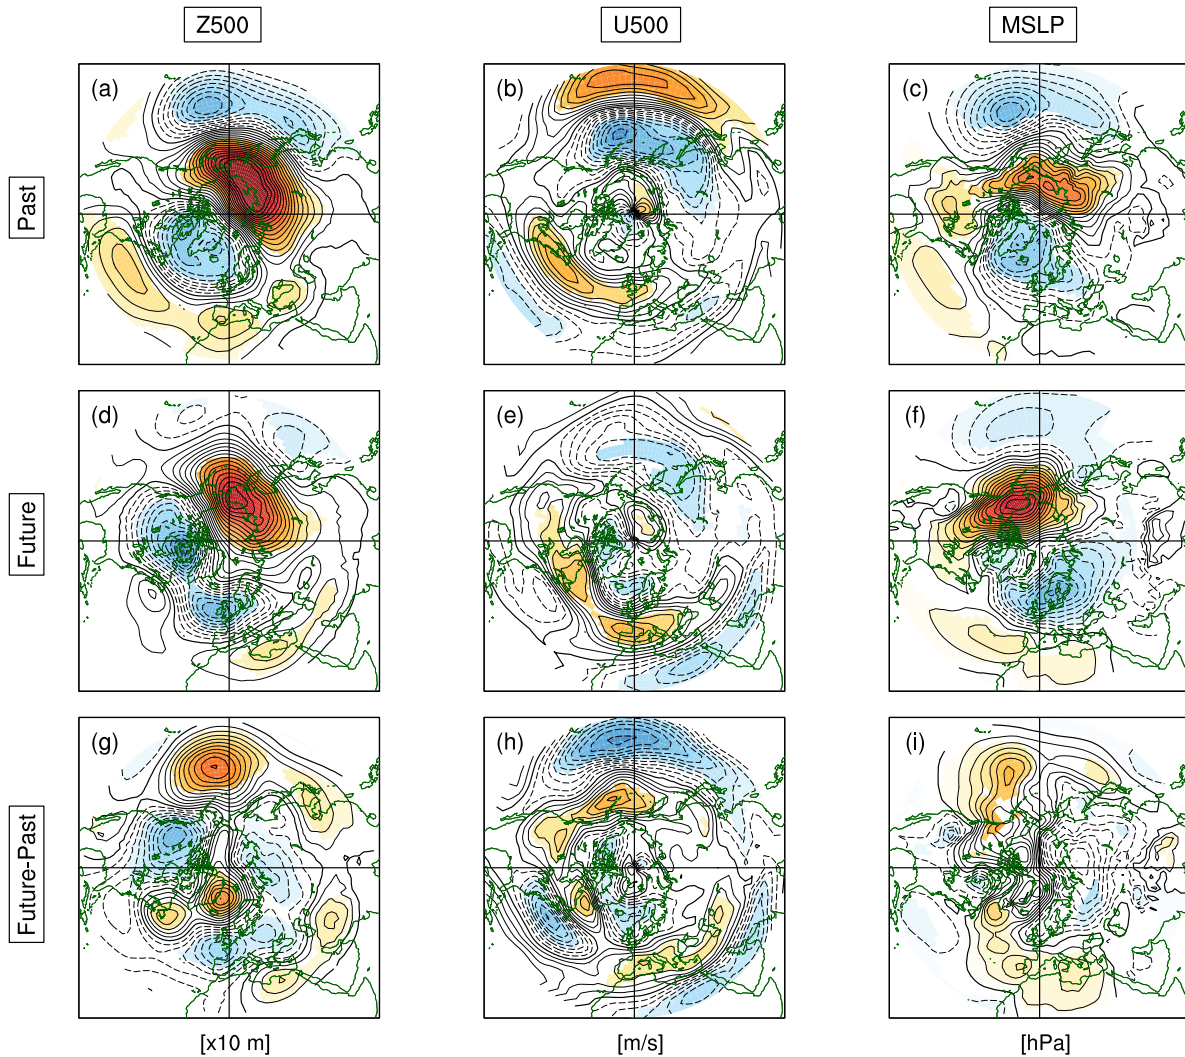 Z500 U500 MSLP
Past (a) (b) (c)
Future (d) (e) (f)
Future-Past (g) (h) (i)
[x10 m] [m/s] [hPa]